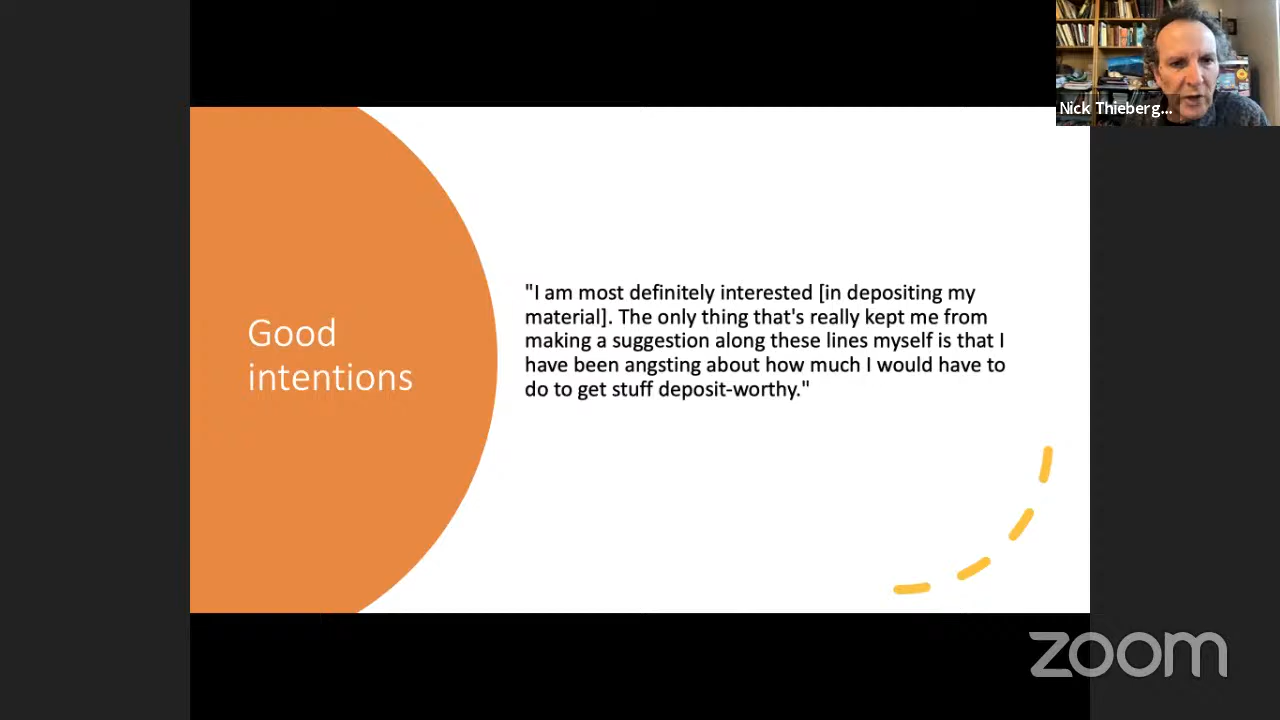 Nick Thieberg...
Good
intentions
"I am most definitely interested [in depositing my
material]. The only thing that's really kept me from
making a suggestion along these lines myself is that I
have been angsting about how much I would have to
do to get stuff deposit-worthy."
zoom